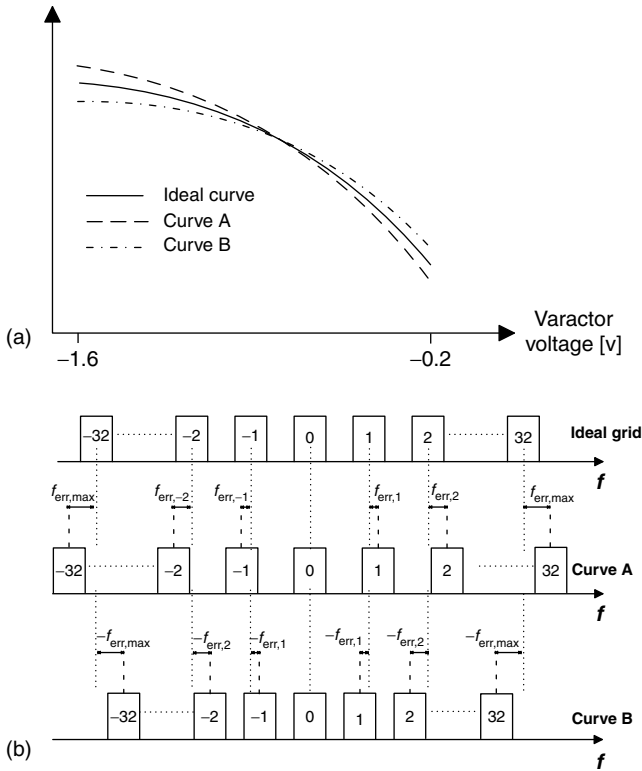 Ideal curve
Curve A
Curve B
(a)
−1.6
−0.2
Varactor
voltage [v]
−32 −2 −1 0 1 2 32 Ideal grid
f
f_err,max f_err,−2 f_err,−1 f_err,1 f_err,2 f_err,max
−32 −2 −1 0 1 2 32 Curve A
f
−f_err,max −f_err,2 −f_err,1 −f_err,1 −f_err,2 −f_err,max
−32 −2 −1 0 1 2 32 Curve B
(b)
f